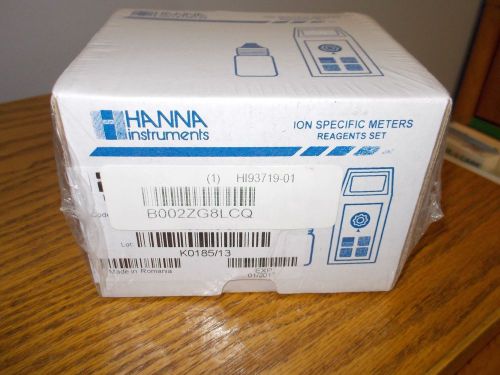 HANNA
instruments
ION SPECIFIC METERS
REAGENTS SET
(1) HI93719-01
B002ZG8LCQ
Lot:
K0185/13
Made in Romania
EXP